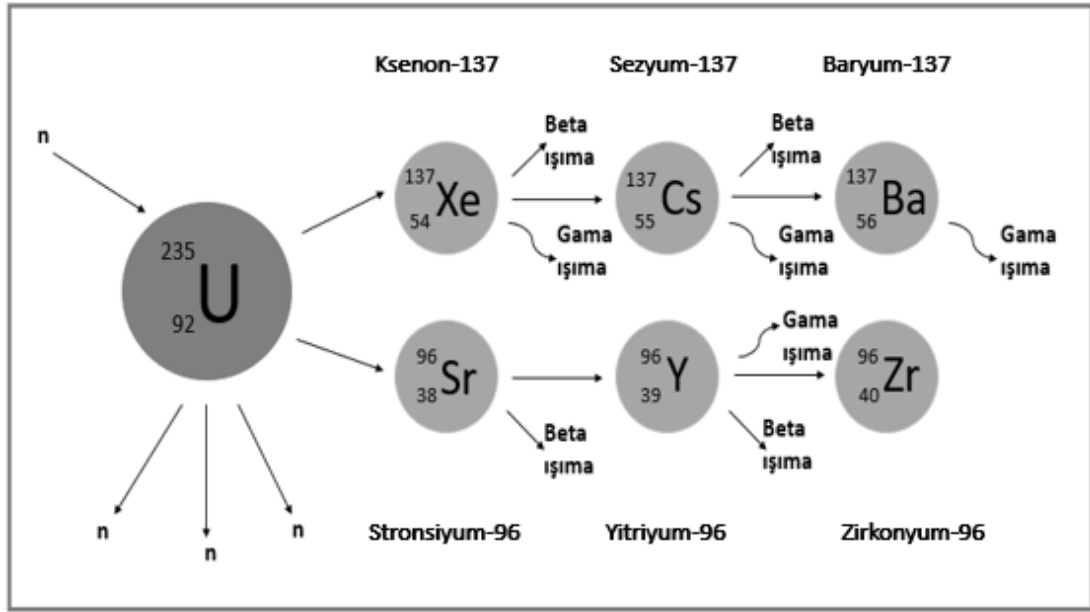 Ksenon-137 Sezyum-137 Baryum-137
n
Beta
ışıma
Beta
ışıma
235
92 U
137
54 Xe
137
55 Cs
137
56 Ba
Gama
ışıma
Gama
ışıma
Gama
ışıma
Gama
ışıma
96
38 Sr
96
39 Y
96
40 Zr
Beta
ışıma
Beta
ışıma
n
n
n
Stronsiyum-96 Yitriyum-96 Zirkonyum-96